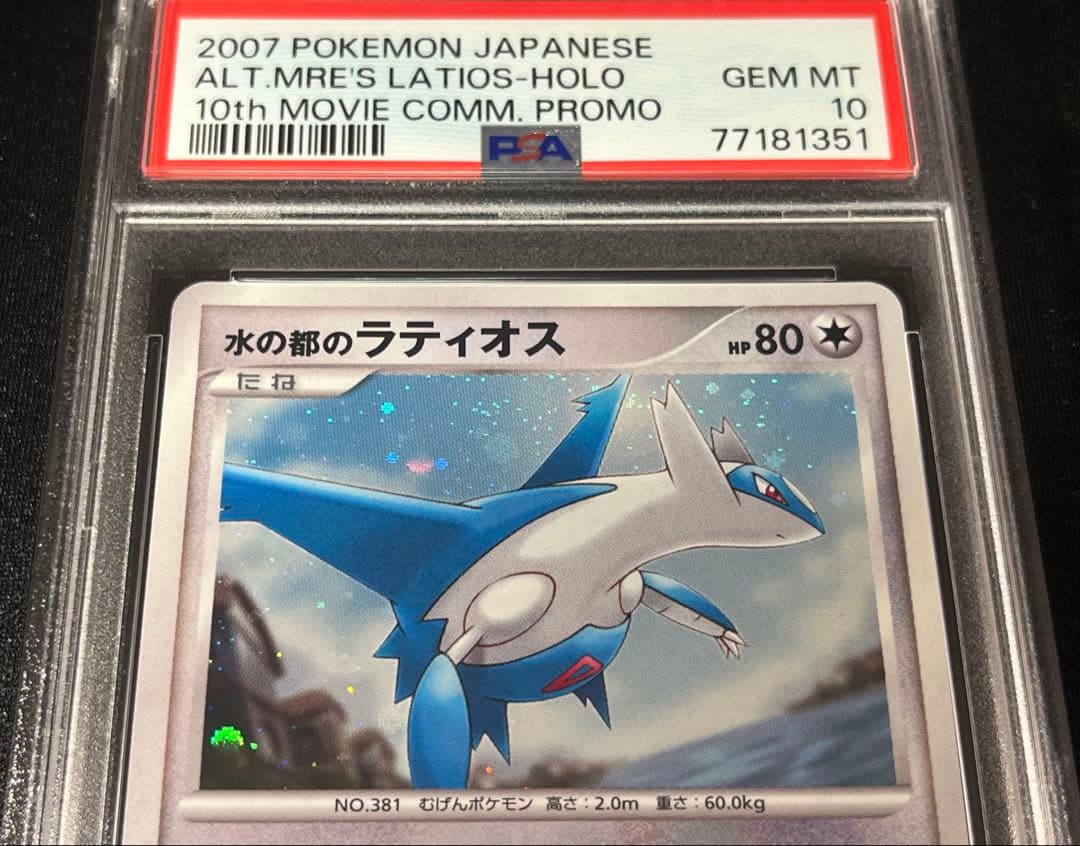 2007 POKEMON JAPANESE
ALT.MRE'S LATIOS-HOLO GEM MT
10th MOVIE COMM. PROMO 10
77181351
PSA
水の都のラティオス HP80
たね
NO.381 むげんポケモン 高さ:2.0m 重さ:60.0kg